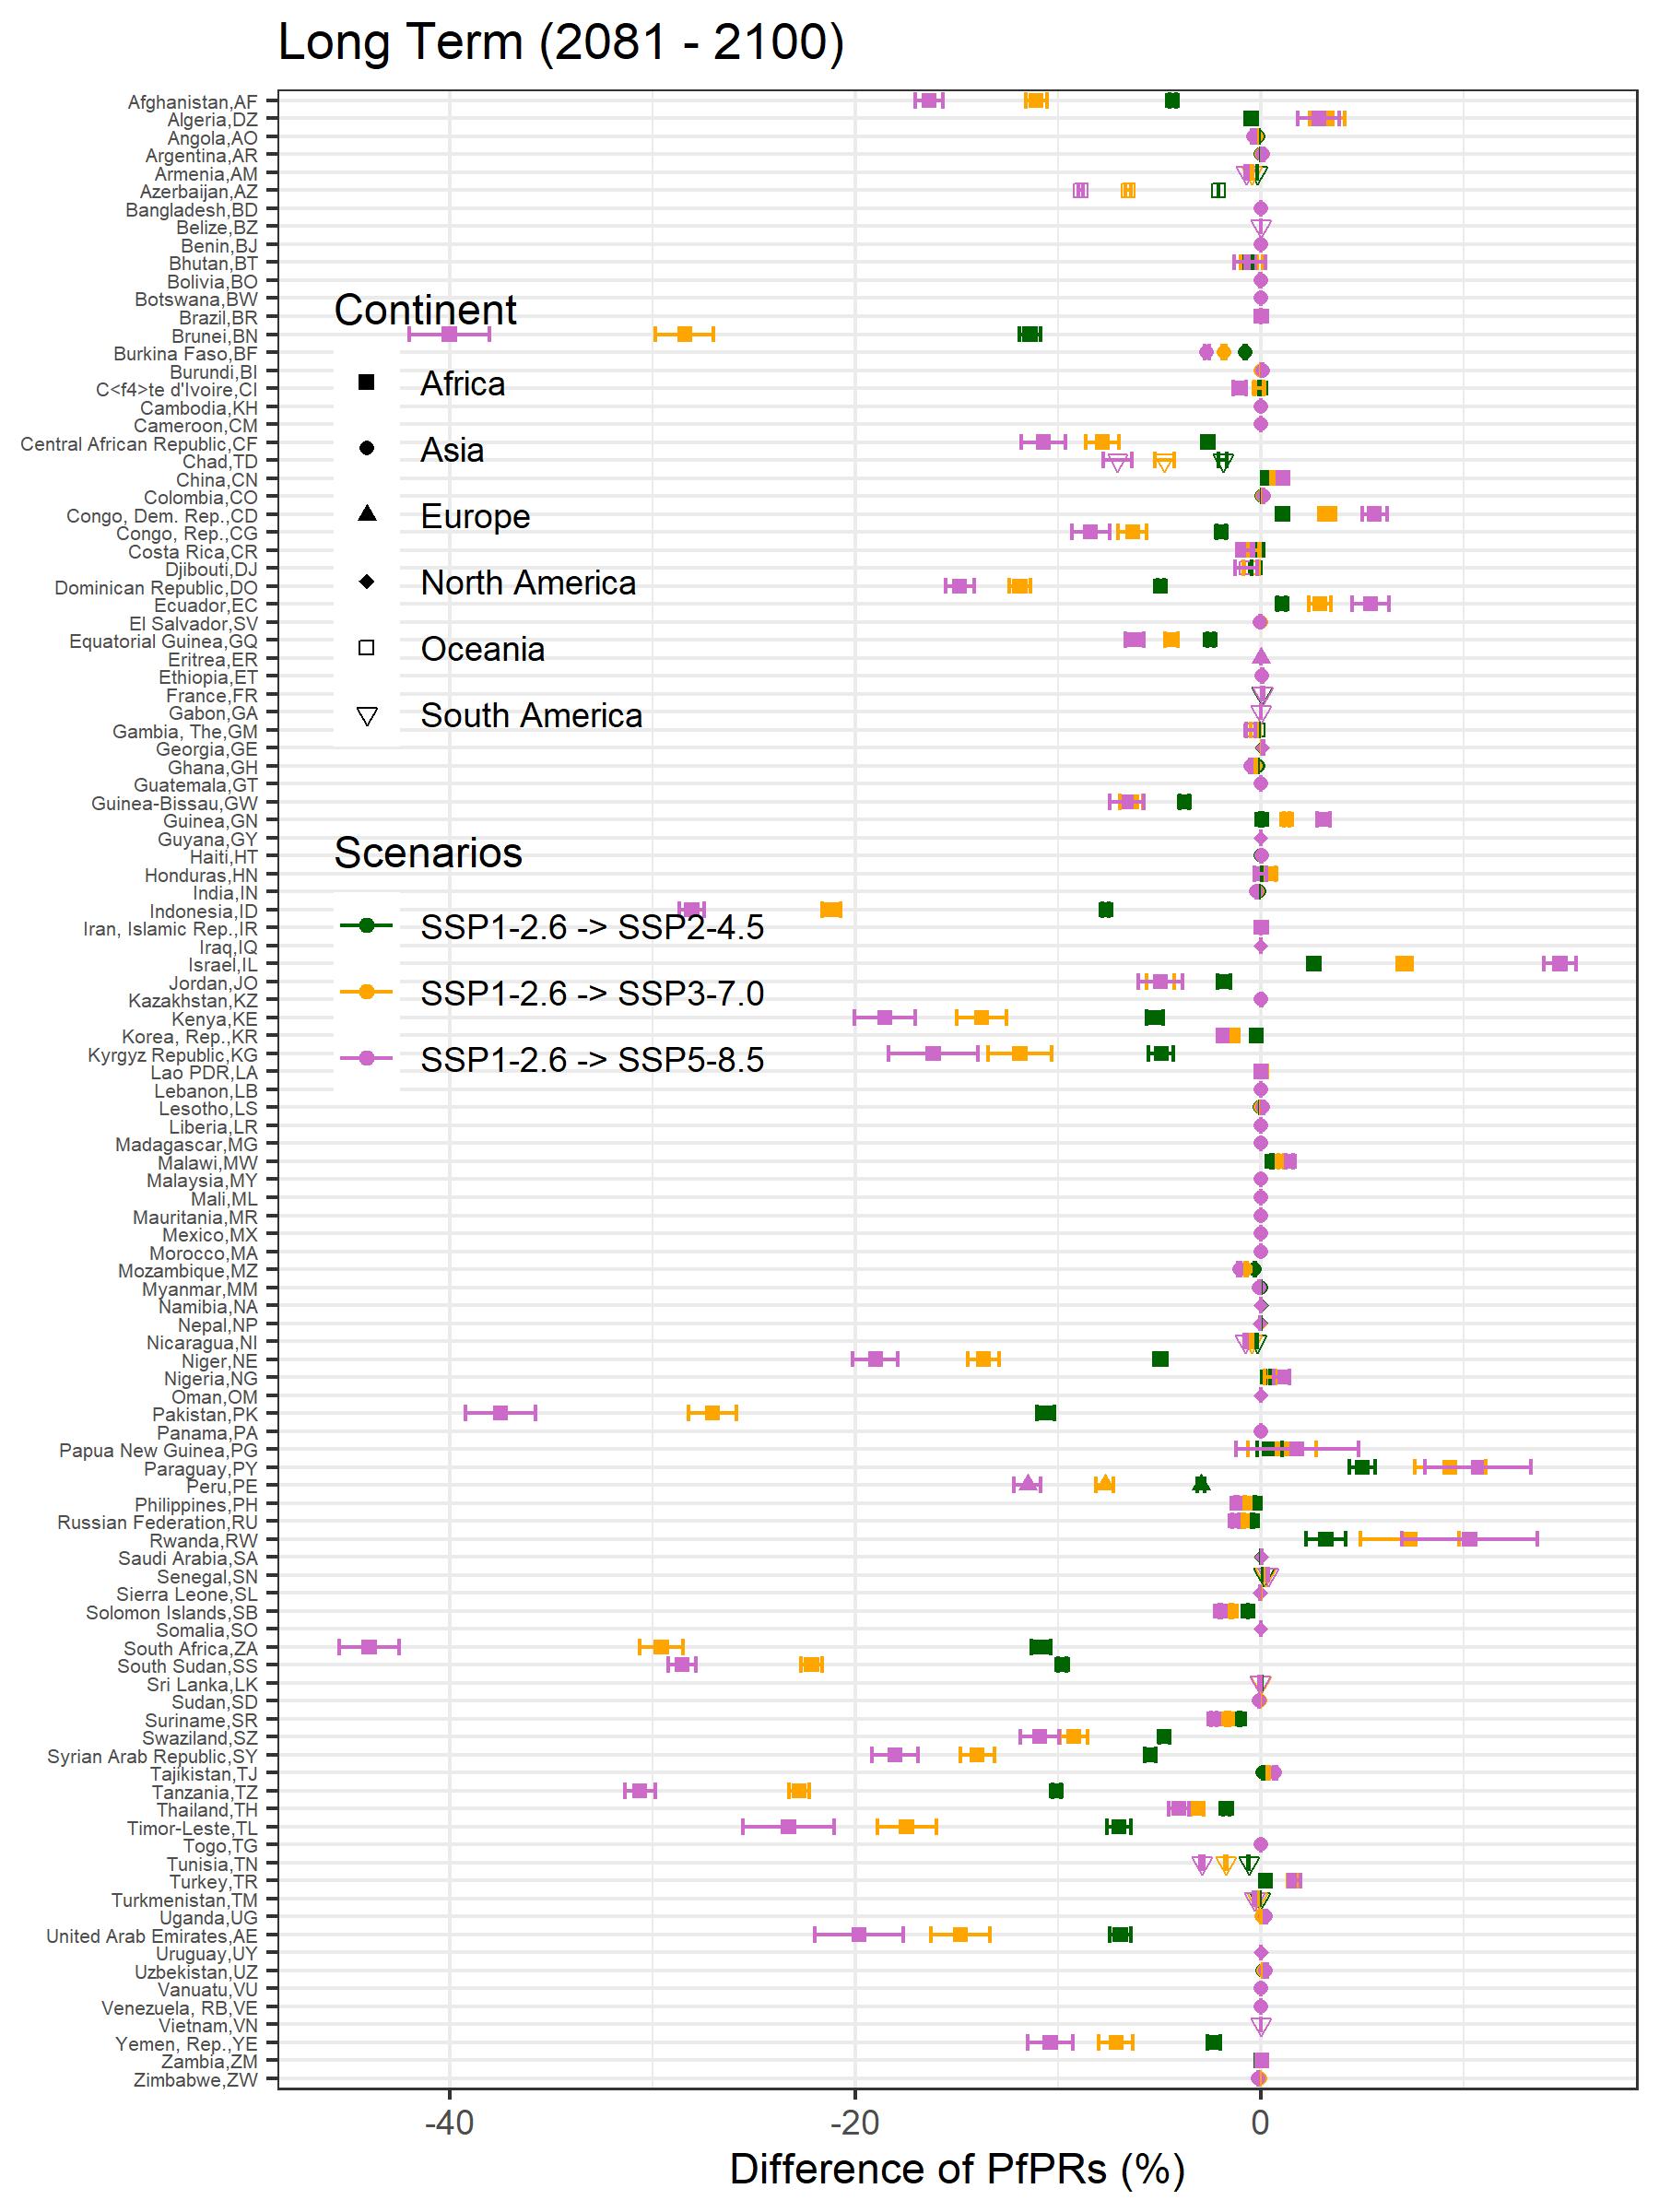 Long Term (2081 - 2100)
Afghanistan,AF
Algeria,DZ
Angola,AO
Argentina,AR
Armenia,AM
Azerbaijan,AZ
Bangladesh,BD
Belize,BZ
Benin,BJ
Bhutan,BT
Bolivia,BO
Botswana,BW
Brazil,BR
Brunei,BN
Burkina Faso,BF
Burundi,BI
C<f4>te d'Ivoire,CI
Cambodia,KH
Cameroon,CM
Central African Republic,CF
Chad,TD
China,CN
Colombia,CO
Congo, Dem. Rep.,CD
Congo, Rep.,CG
Costa Rica,CR
Djibouti,DJ
Dominican Republic,DO
Ecuador,EC
El Salvador,SV
Equatorial Guinea,GQ
Eritrea,ER
Ethiopia,ET
France,FR
Gabon,GA
Gambia, The,GM
Georgia,GE
Ghana,GH
Guatemala,GT
Guinea-Bissau,GW
Guinea,GN
Guyana,GY
Haiti,HT
Honduras,HN
India,IN
Indonesia,ID
Iran, Islamic Rep.,IR
Iraq,IQ
Israel,IL
Jordan,JO
Kazakhstan,KZ
Kenya,KE
Korea, Rep.,KR
Kyrgyz Republic,KG
Lao PDR,LA
Lebanon,LB
Lesotho,LS
Liberia,LR
Madagascar,MG
Malawi,MW
Malaysia,MY
Mali,ML
Mauritania,MR
Mexico,MX
Morocco,MA
Mozambique,MZ
Myanmar,MM
Namibia,NA
Nepal,NP
Nicaragua,NI
Niger,NE
Nigeria,NG
Oman,OM
Pakistan,PK
Panama,PA
Papua New Guinea,PG
Paraguay,PY
Peru,PE
Philippines,PH
Russian Federation,RU
Rwanda,RW
Saudi Arabia,SA
Senegal,SN
Sierra Leone,SL
Solomon Islands,SB
Somalia,SO
South Africa,ZA
South Sudan,SS
Sri Lanka,LK
Sudan,SD
Suriname,SR
Swaziland,SZ
Syrian Arab Republic,SY
Tajikistan,TJ
Tanzania,TZ
Thailand,TH
Timor-Leste,TL
Togo,TG
Tunisia,TN
Turkey,TR
Turkmenistan,TM
Uganda,UG
United Arab Emirates,AE
Uruguay,UY
Uzbekistan,UZ
Vanuatu,VU
Venezuela, RB,VE
Vietnam,VN
Yemen, Rep.,YE
Zambia,ZM
Zimbabwe,ZW
Continent
Africa
Asia
Europe
North America
Oceania
South America
Scenarios
SSP1-2.6 -> SSP2-4.5
SSP1-2.6 -> SSP3-7.0
SSP1-2.6 -> SSP5-8.5
-40 -20 0
Difference of PfPRs (%)